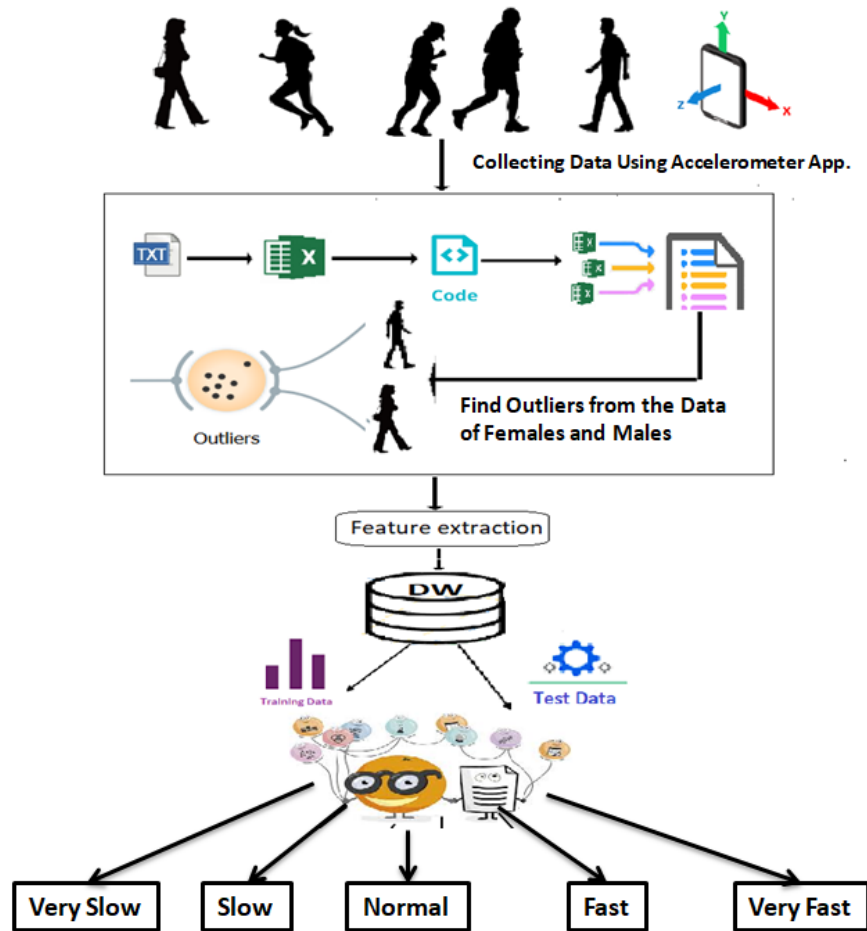 Y
Z
X
Collecting Data Using Accelerometer App.
TXT
X
Code
X
X
X
Find Outliers from the Data
of Females and Males
Outliers
Feature extraction
DW
Training Data
Test Data
Very Slow
Slow
Normal
Fast
Very Fast